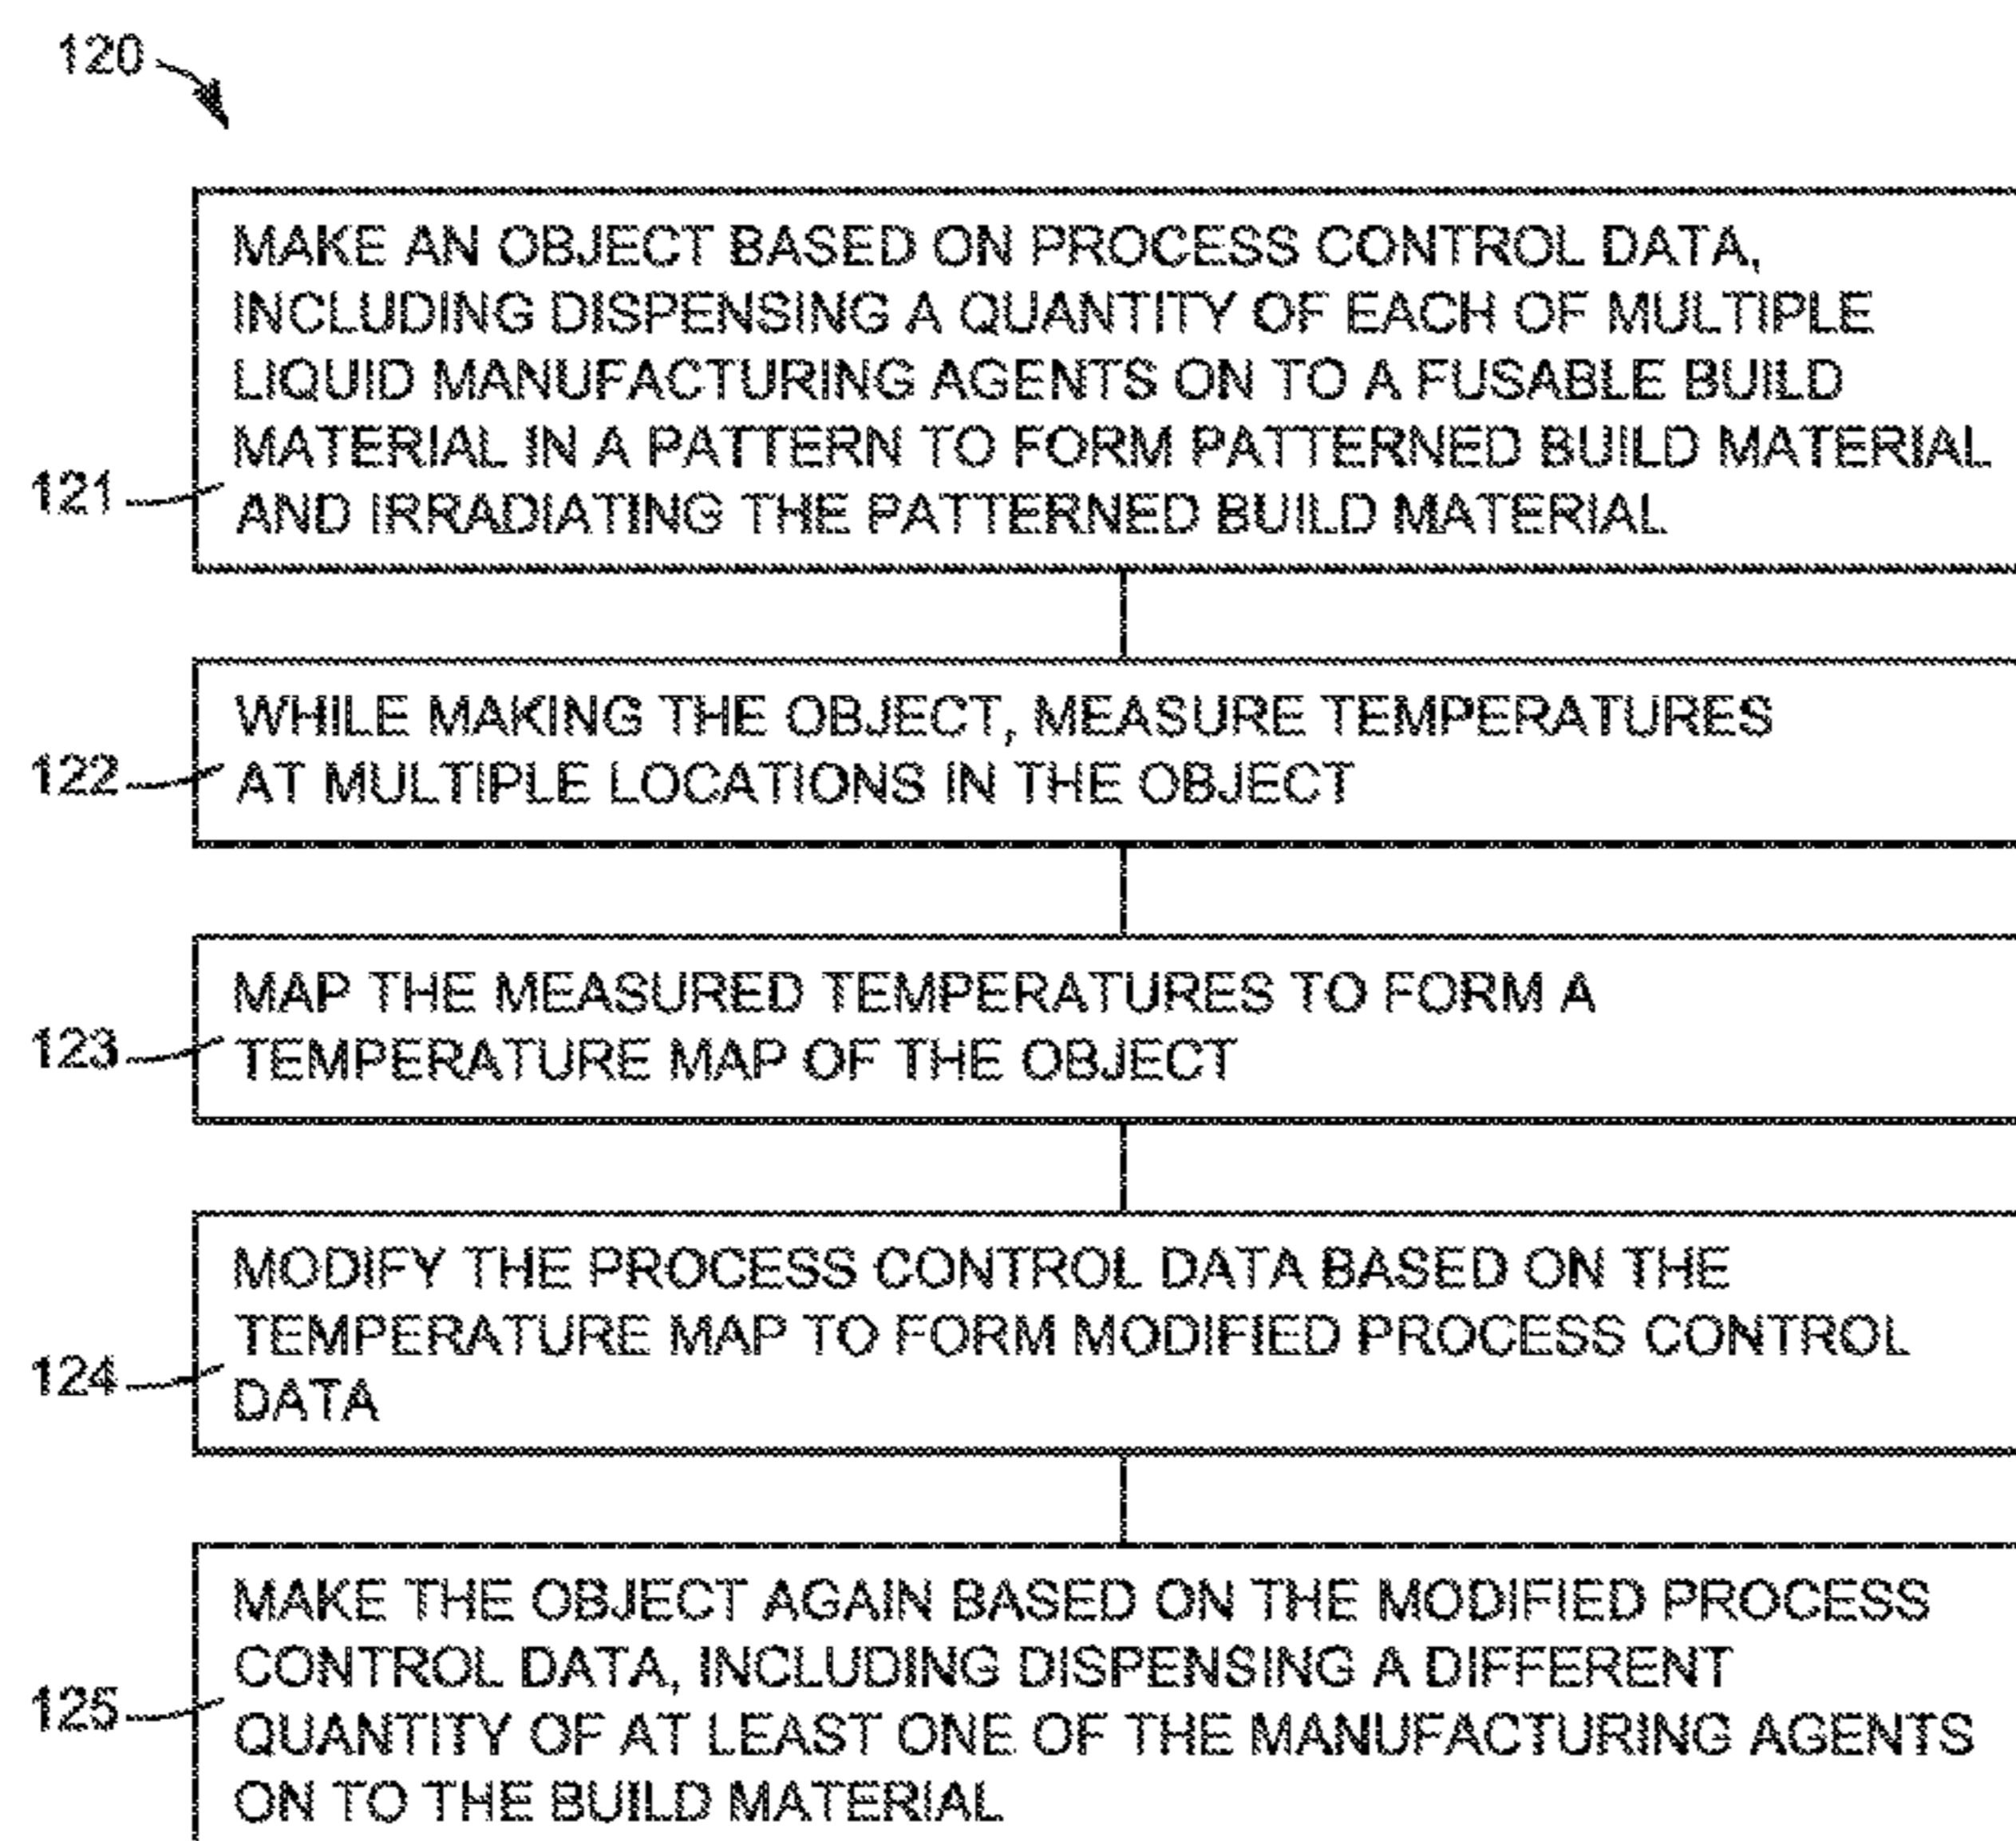 120
MAKE AN OBJECT BASED ON PROCESS CONTROL DATA,
INCLUDING DISPENSING A QUANTITY OF EACH OF MULTIPLE
LIQUID MANUFACTURING AGENTS ON TO A FUSABLE BUILD
MATERIAL IN A PATTERN TO FORM PATTERNED BUILD MATERIAL
121
AND IRRADIATING THE PATTERNED BUILD MATERIAL
WHILE MAKING THE OBJECT, MEASURE TEMPERATURES
122
AT MULTIPLE LOCATIONS IN THE OBJECT
MAP THE MEASURED TEMPERATURES TO FORM A
123
TEMPERATURE MAP OF THE OBJECT
MODIFY THE PROCESS CONTROL DATA BASED ON THE
TEMPERATURE MAP TO FORM MODIFIED PROCESS CONTROL
124
DATA
MAKE THE OBJECT AGAIN BASED ON THE MODIFIED PROCESS
CONTROL DATA, INCLUDING DISPENSING A DIFFERENT
125
QUANTITY OF AT LEAST ONE OF THE MANUFACTURING AGENTS
ON TO THE BUILD MATERIAL